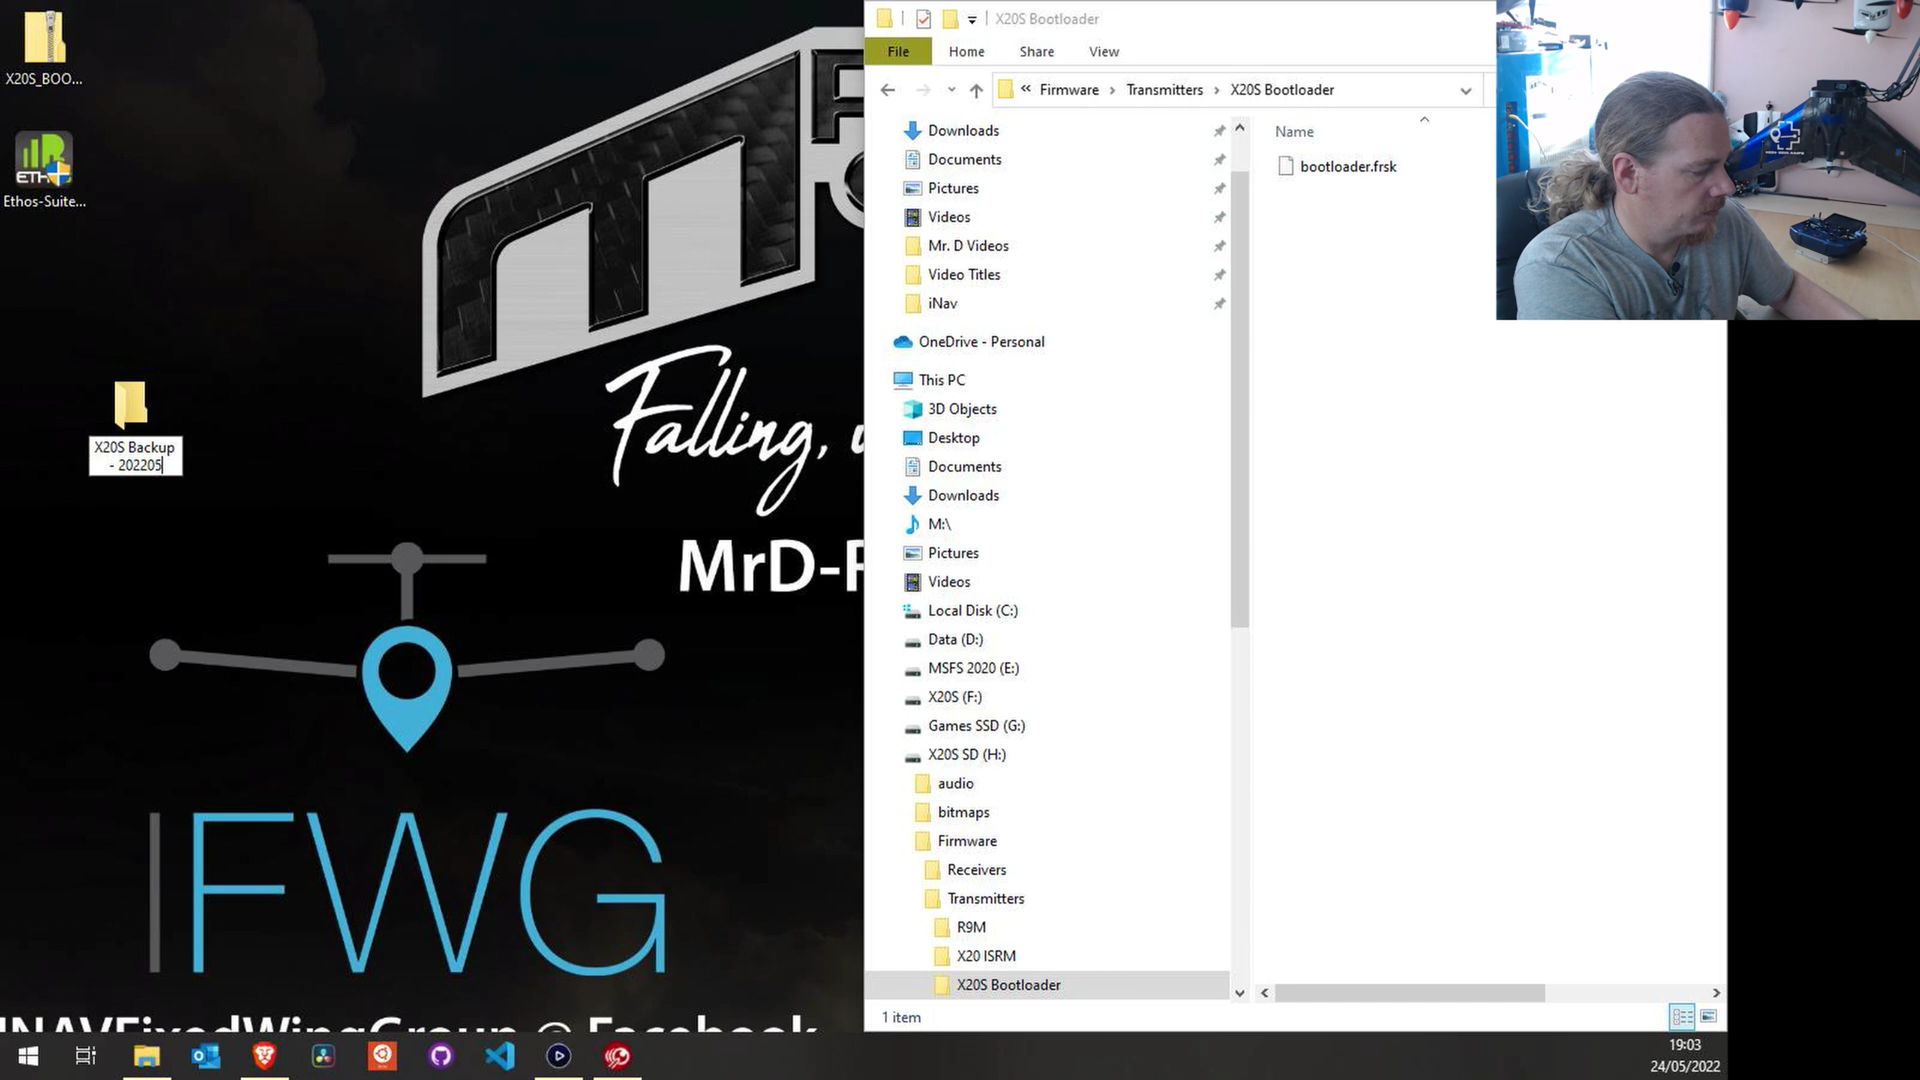 X20S_BOO...
ETH
Ethos-Suite...
X20S Backup
- 202205
Falling,
MrD-
IFWG
INAVFixedWingGroup @ Facebook
X20S Bootloader
File
Home
Share
View
« Firmware > Transmitters > X20S Bootloader
Downloads
Documents
Pictures
Videos
Mr. D Videos
Video Titles
iNav
OneDrive - Personal
This PC
3D Objects
Desktop
Documents
Downloads
M:\
Pictures
Videos
Local Disk (C:)
Data (D:)
MSFS 2020 (E:)
X20S (F:)
Games SSD (G:)
X20S SD (H:)
audio
bitmaps
Firmware
Receivers
Transmitters
R9M
X20 ISRM
X20S Bootloader
Name
bootloader.frsk
1 item
19:03
24/05/2022